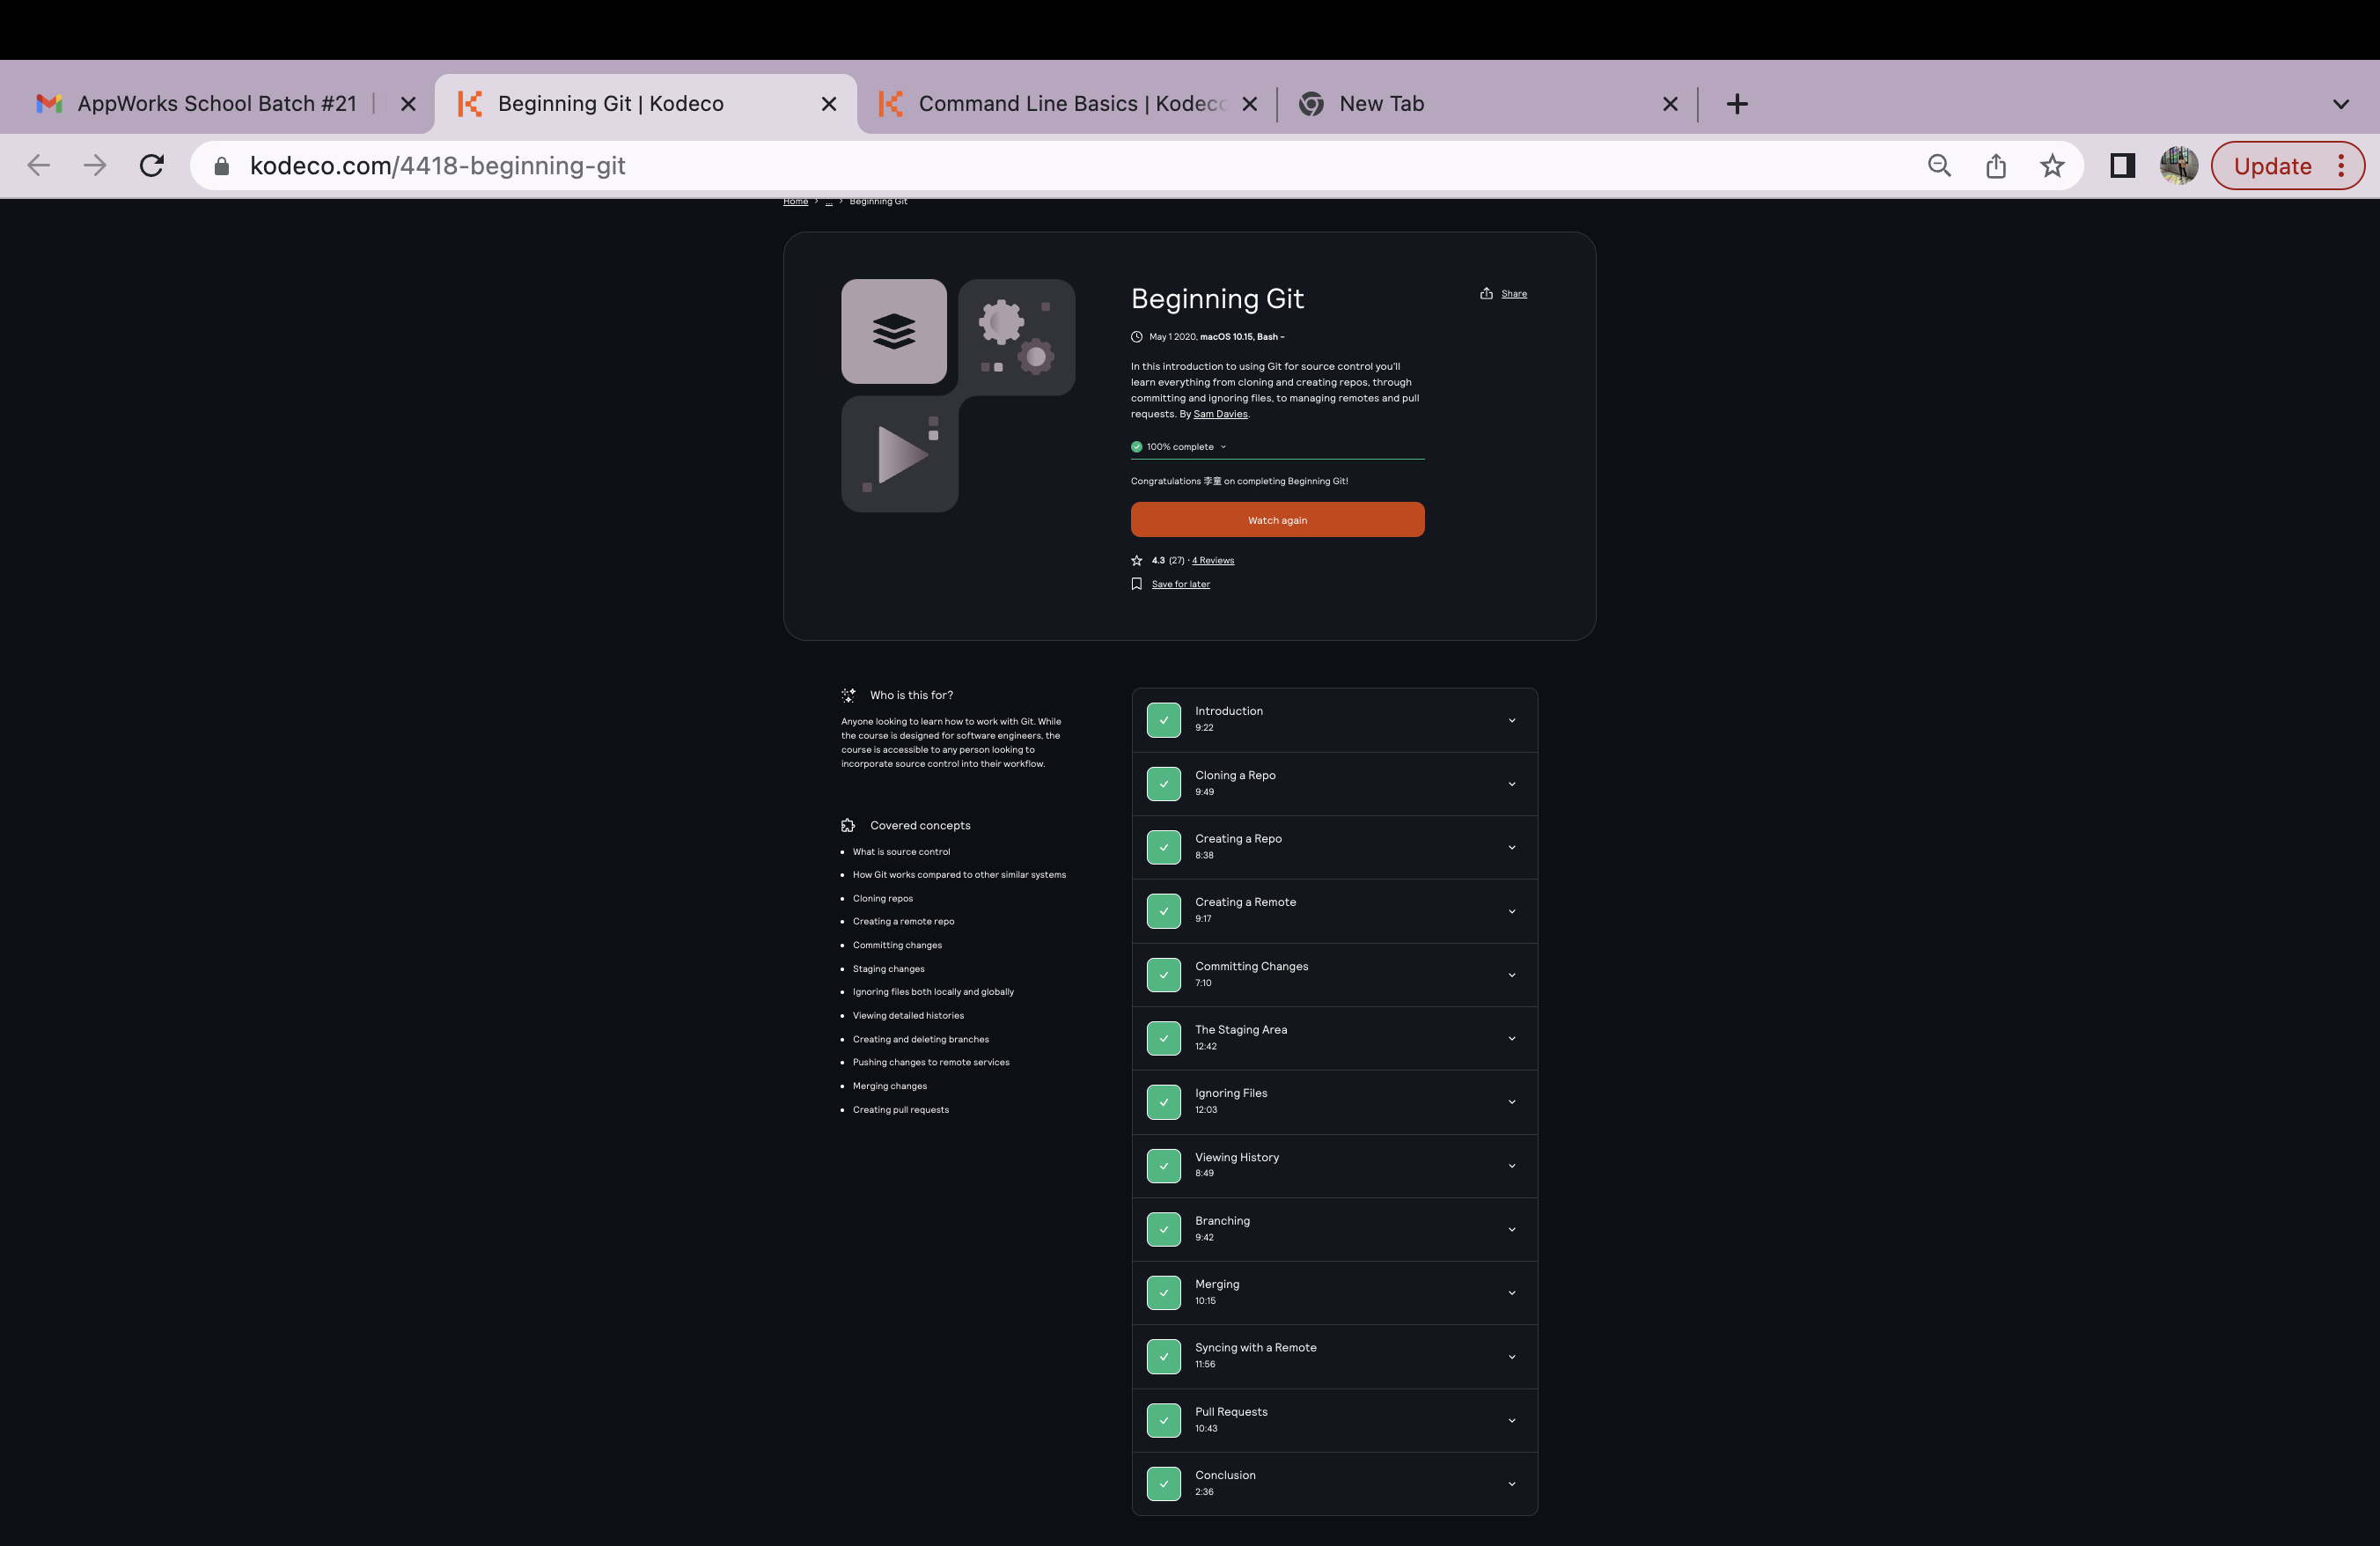 AppWorks School Batch #21
Beginning Git | Kodeco
Command Line Basics | Kodeco
New Tab
kodeco.com/4418-beginning-git
Update
Home > ... > Beginning Git
Beginning Git
Share
May 1 2020, macOS 10.15, Bash -
In this introduction to using Git for source control you'll
learn everything from cloning and creating repos, through
committing and ignoring files, to managing remotes and pull
requests. By Sam Davies.
100% complete
Congratulations 李童 on completing Beginning Git!
Watch again
4.3 (27) · 4 Reviews
Save for later
Who is this for?
Anyone looking to learn how to work with Git. While
the course is designed for software engineers, the
course is accessible to any person looking to
incorporate source control into their workflow.
Covered concepts
• What is source control
• How Git works compared to other similar systems
• Cloning repos
• Creating a remote repo
• Committing changes
• Staging changes
• Ignoring files both locally and globally
• Viewing detailed histories
• Creating and deleting branches
• Pushing changes to remote services
• Merging changes
• Creating pull requests
Introduction
9:22
Cloning a Repo
9:49
Creating a Repo
8:38
Creating a Remote
9:17
Committing Changes
7:10
The Staging Area
12:42
Ignoring Files
12:03
Viewing History
8:49
Branching
9:42
Merging
10:15
Syncing with a Remote
11:56
Pull Requests
10:43
Conclusion
2:36